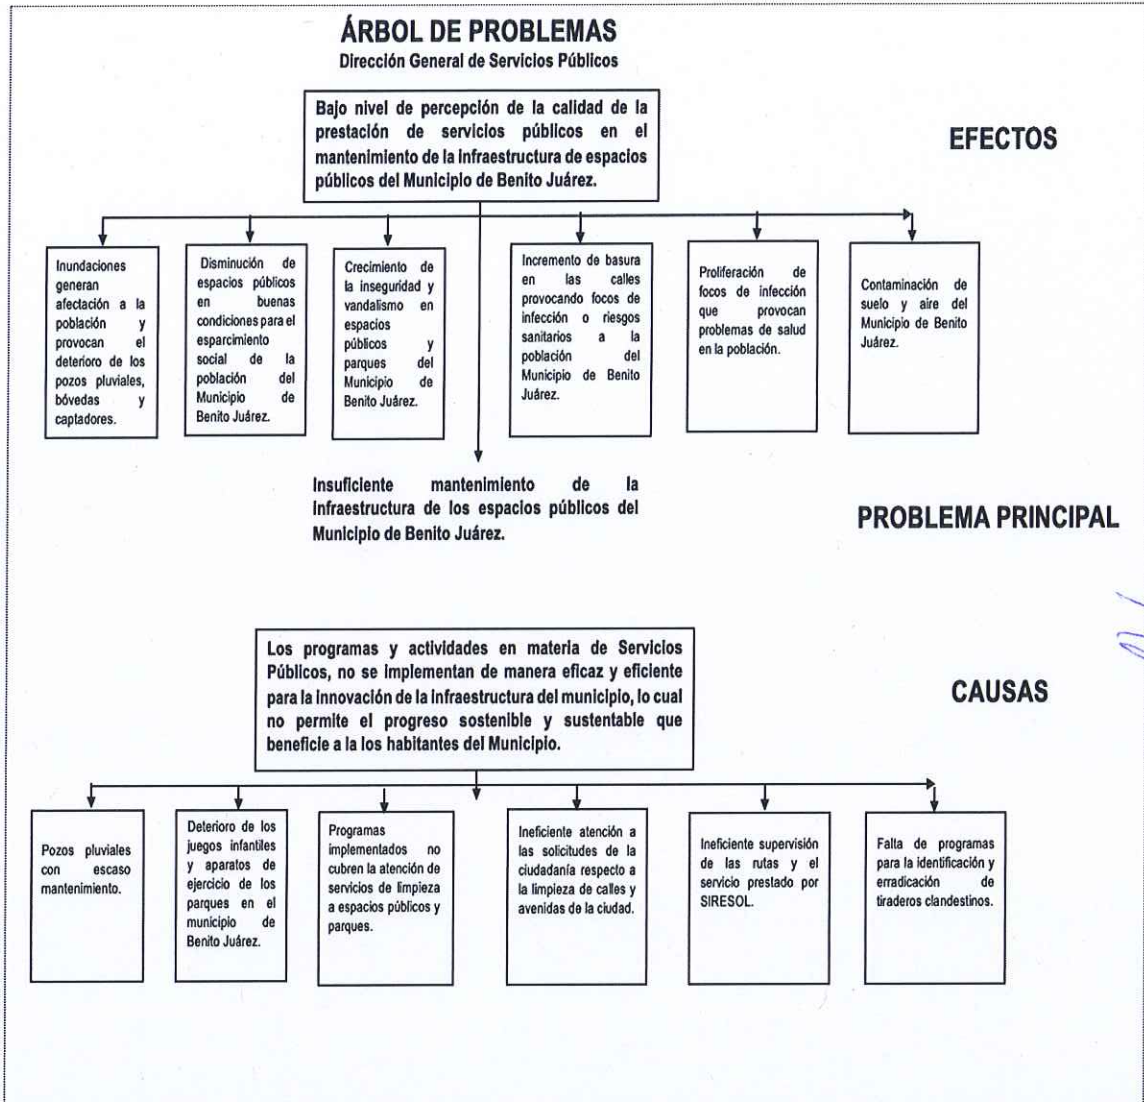 ÁRBOL DE PROBLEMAS
Dirección General de Servicios Públicos
Bajo nivel de percepción de la calidad de la
prestación de servicios públicos en el
mantenimiento de la infraestructura de espacios
públicos del Municipio de Benito Juárez.
EFECTOS
Inundaciones
generan
afectación a la
población y
provocan el
deterioro de los
pozos pluviales,
bóvedas y
captadores.
Disminución de
espacios públicos
en buenas
condiciones para el
esparcimiento
social de la
población del
Municipio de
Benito Juárez.
Crecimiento de
la inseguridad y
vandalismo en
espacios
públicos y
parques del
Municipio de
Benito Juárez.
Incremento de basura
en las calles
provocando focos de
infección o riesgos
sanitarios a la
población del
Municipio de Benito
Juárez.
Proliferación de
focos de infección
que provocan
problemas de salud
en la población.
Contaminación de
suelo y aire del
Municipio de Benito
Juárez.
Insuficiente mantenimiento de la
Infraestructura de los espacios públicos del
Municipio de Benito Juárez.
PROBLEMA PRINCIPAL
Los programas y actividades en materia de Servicios
Públicos, no se implementan de manera eficaz y eficiente
para la innovación de la infraestructura del municipio, lo cual
no permite el progreso sostenible y sustentable que
beneficie a la los habitantes del Municipio.
CAUSAS
Pozos pluviales
con escaso
mantenimiento.
Deterioro de los
juegos infantiles
y aparatos de
ejercicio de los
parques en el
municipio de
Benito Juárez.
Programas
implementados no
cubren la atención de
servicios de limpieza
a espacios públicos y
parques.
Ineficiente atención a
las solicitudes de la
ciudadanía respecto a
la limpieza de calles y
avenidas de la ciudad.
Ineficiente supervisión
de las rutas y el
servicio prestado por
SIRESOL.
Falta de programas
para la identificación y
erradicación de
tiraderos clandestinos.